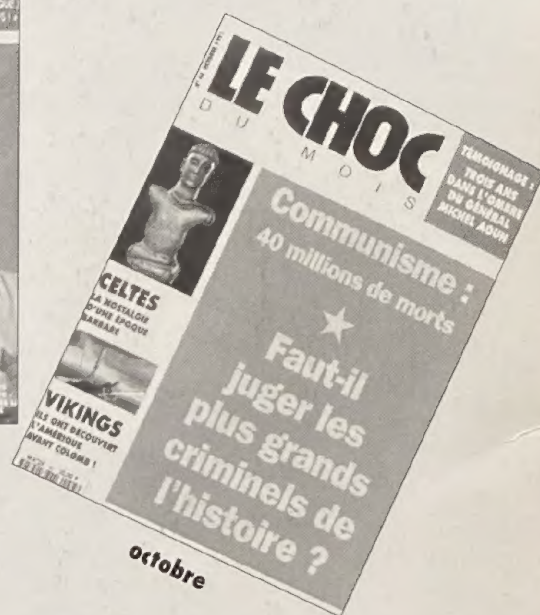 LE CHOC
DU MOIS
TÉMOIGNAGE :
TROIS ANS
DANS L'OMBRE
DU GÉNÉRAL
MICHEL AOUN
Communisme :
40 millions de morts
Faut-il
juger les
plus grands
criminels de
l'histoire ?
CELTES
LA NOSTALGIE
D'UNE ÉPOQUE
BARBARE
VIKINGS
ILS ONT DÉCOUVERT
L'AMÉRIQUE
AVANT COLOMB !
octobre